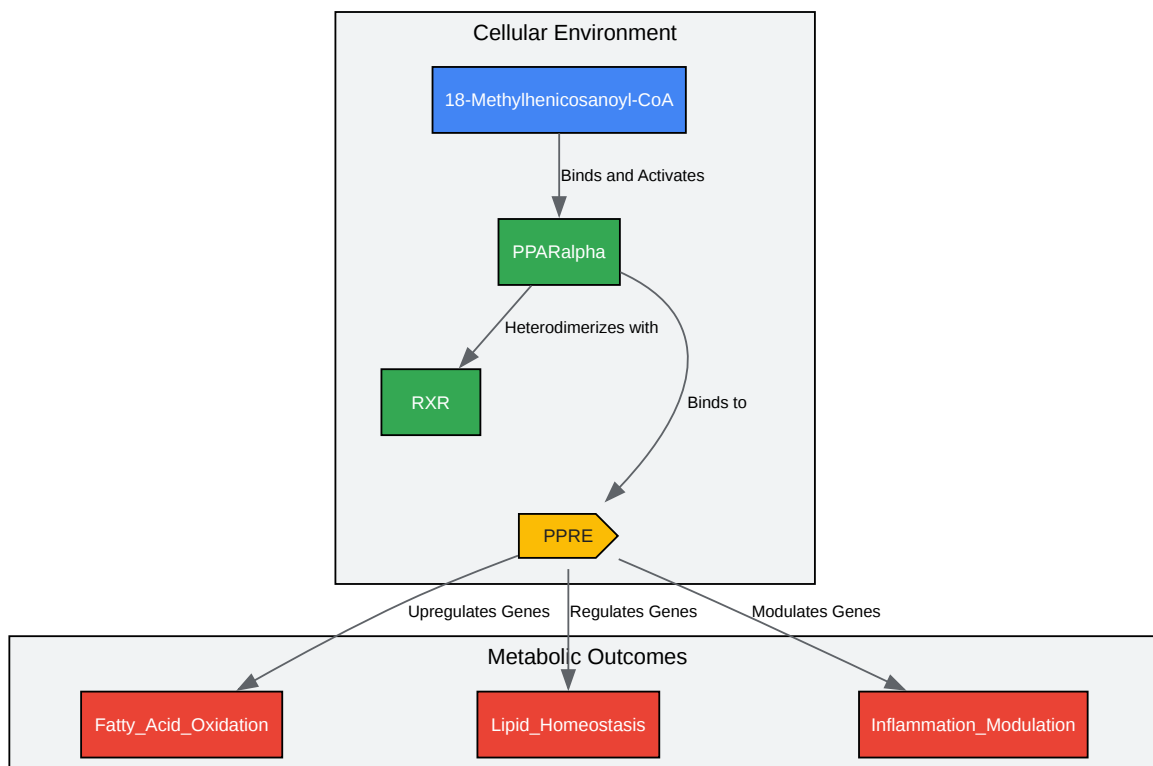 Cellular Environment
18-Methylhenicosanoyl-CoA
Binds and Activates
PPARalpha
Heterodimerizes with
RXR
Binds to
PPRE
Upregulates Genes
Regulates Genes
Modulates Genes
Metabolic Outcomes
Fatty_Acid_Oxidation
Lipid_Homeostasis
Inflammation_Modulation